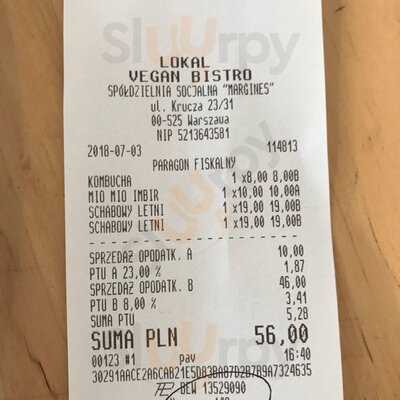 LOKAL
VEGAN BISTRO
SPÓŁDZIELNIA SOCJALNA "MARGINES"
ul. Krucza 23/31
00-525 Warszawa
NIP 5213643581
2018-07-03 114813
PARAGON FISKALNY
KOMBUCHA 1 x8,00 8,00B
MIO MIO IMBIR 1 x10,00 10,00A
SCHABOWY LETNI 1 x19,00 19,00B
SCHABOWY LETNI 1 x19,00 19,00B
SPRZEDAŻ OPODATK. A 10,00
PTU A 23,00 % 1,87
SPRZEDAŻ OPODATK. B 46,00
PTU B 8,00 % 3,41
SUMA PTU 5,28
SUMA PLN 56,00
00123 #1 pav 16:40
BEW 13529090
Sluurpy